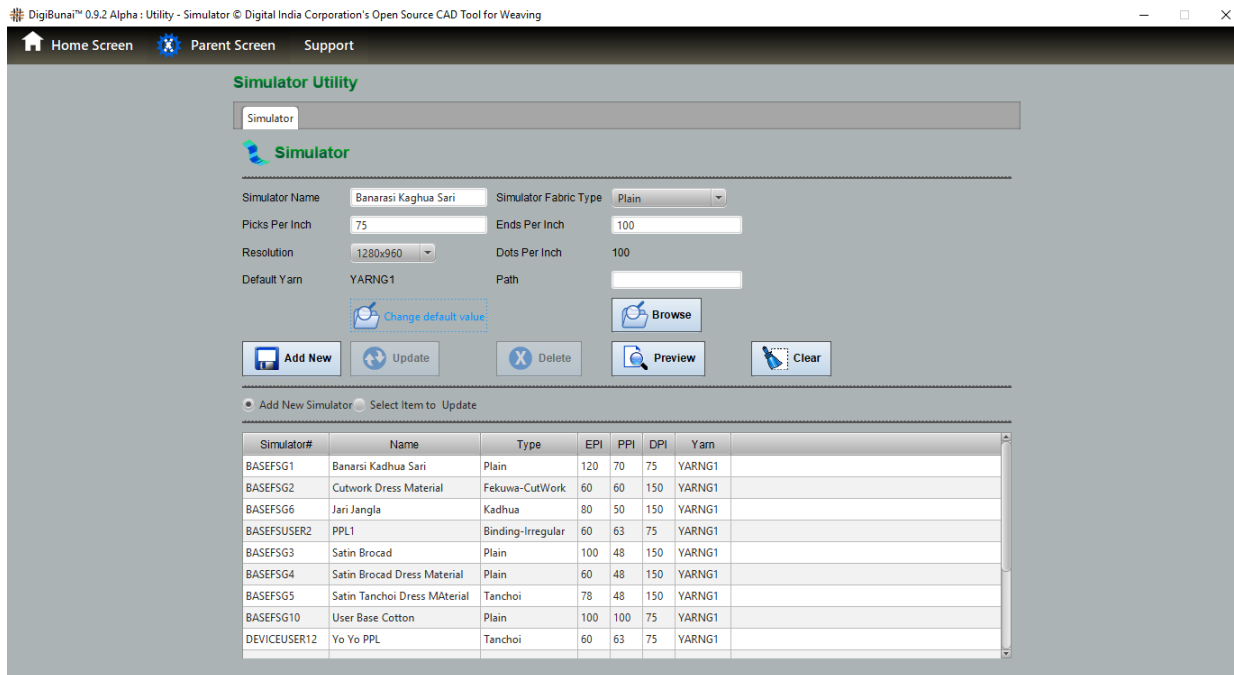 DigiBunai™ 0.9.2 Alpha : Utility - Simulator © Digital India Corporation's Open Source CAD Tool for Weaving
Home Screen Parent Screen Support
Simulator Utility
Simulator
Simulator
Simulator Name Banarasi Kaghua Sari Simulator Fabric Type Plain
Picks Per Inch 75 Ends Per Inch 100
Resolution 1280x960 Dots Per Inch 100
Default Yarn YARNG1 Path
Change default value Browse
Add New Update Delete Preview Clear
Add New Simulator Select Item to Update
Simulator# Name Type EPI PPI DPI Yarn
BASEFSG1 Banarsi Kadhua Sari Plain 120 70 75 YARNG1
BASEFSG2 Cutwork Dress Material Fekuwa-CutWork 60 60 150 YARNG1
BASEFSG6 Jari Jangla Kadhua 80 50 150 YARNG1
BASEFSUSER2 PPL1 Binding-Irregular 60 63 75 YARNG1
BASEFSG3 Satin Brocad Plain 100 48 150 YARNG1
BASEFSG4 Satin Brocad Dress Material Plain 60 48 150 YARNG1
BASEFSG5 Satin Tanchoi Dress MAterial Tanchoi 78 48 150 YARNG1
BASEFSG10 User Base Cotton Plain 100 100 75 YARNG1
DEVICEUSER12 Yo Yo PPL Tanchoi 60 63 75 YARNG1